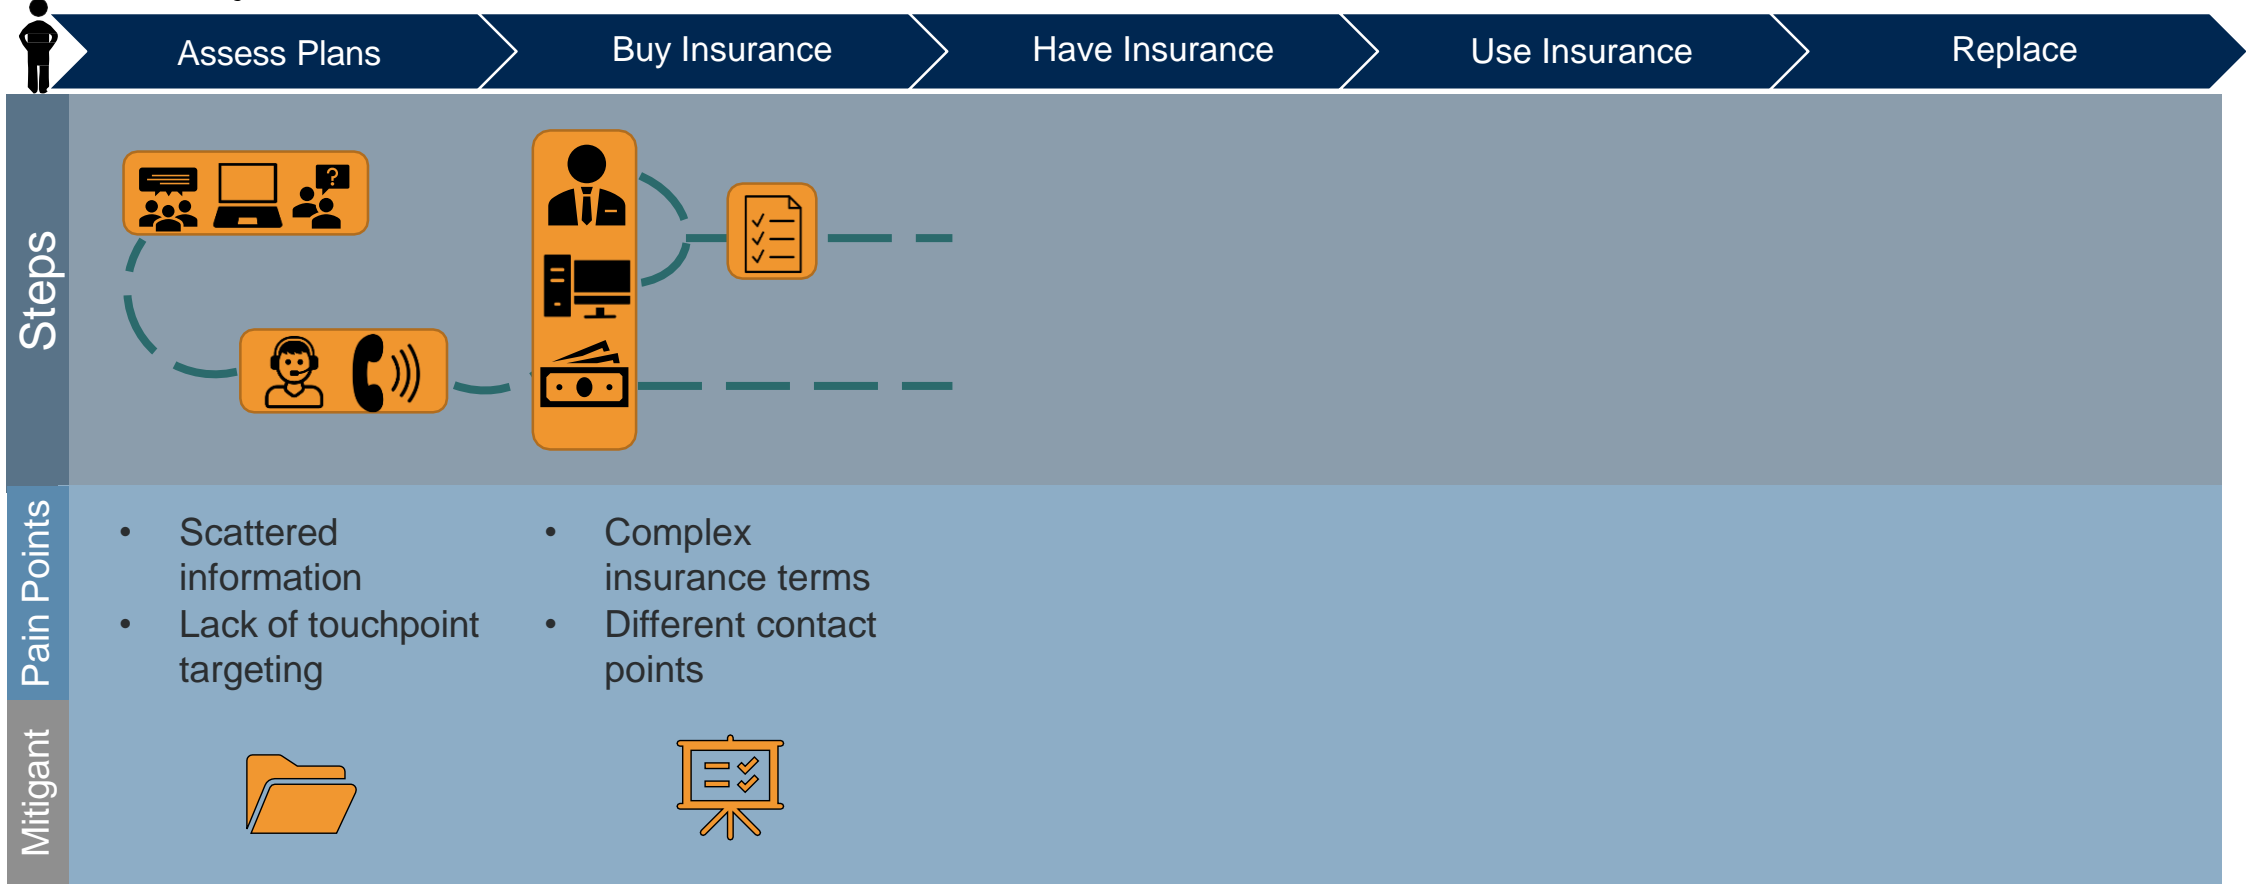 Assess Plans
Buy Insurance
Have Insurance
Use Insurance
Replace
Steps
?
Pain Points
• Scattered
information
• Lack of touchpoint
targeting
• Complex
insurance terms
• Different contact
points
Mitigant